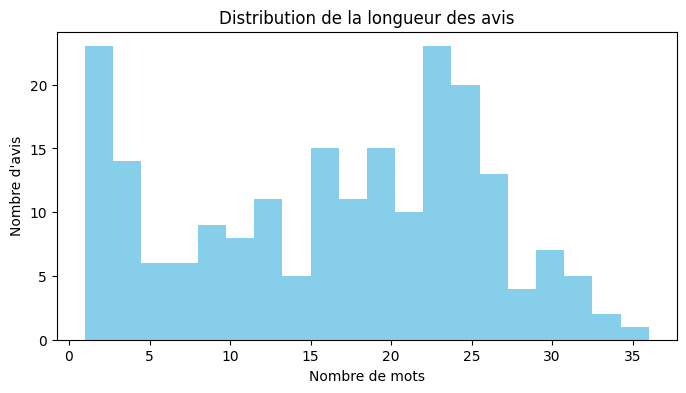 Distribution de la longueur des avis
Nombre d'avis
20
15
10
5
0
0 5 10 15 20 25 30 35
Nombre de mots